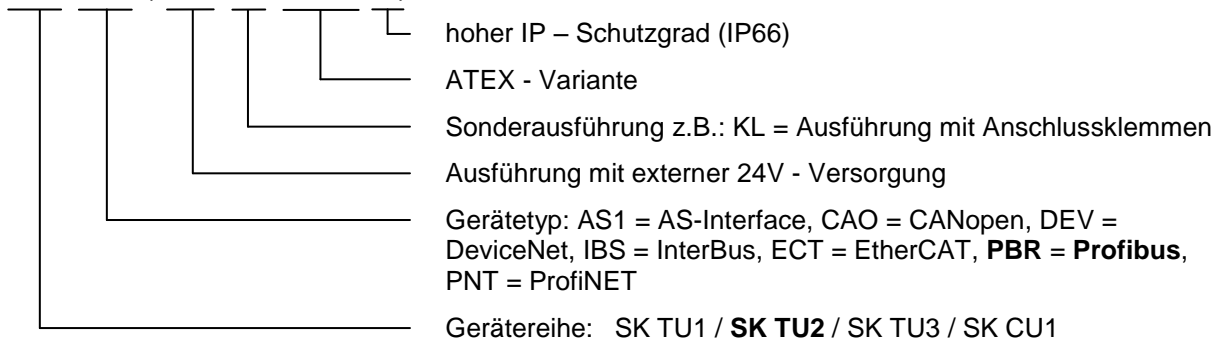 hoher IP – Schutzgrad (IP66)
ATEX - Variante
Sonderausführung z.B.: KL = Ausführung mit Anschlussklemmen
Ausführung mit externer 24V - Versorgung
Gerätetyp: AS1 = AS-Interface, CAO = CANopen, DEV =
DeviceNet, IBS = InterBus, ECT = EtherCAT, PBR = Profibus,
PNT = ProfiNET
Gerätereihe: SK TU1 / SK TU2 / SK TU3 / SK CU1